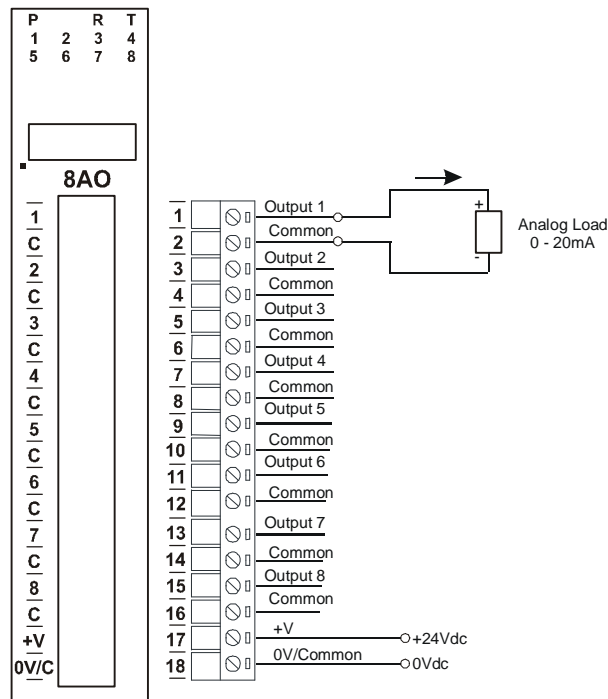 P R T
1 2 3 4
5 6 7 8
8AO
1
C
2
C
3
C
4
C
5
C
6
C
7
C
8
C
+V
0V/C
1 Output 1
2 Common
3 Output 2
4 Common
5 Output 3
6 Common
7 Output 4
8 Common
9 Output 5
10 Common
11 Output 6
12 Common
13 Output 7
14 Common
15 Output 8
16 Common
17 +V +24Vdc
18 0V/Common 0Vdc
+
-
Analog Load
0 - 20mA